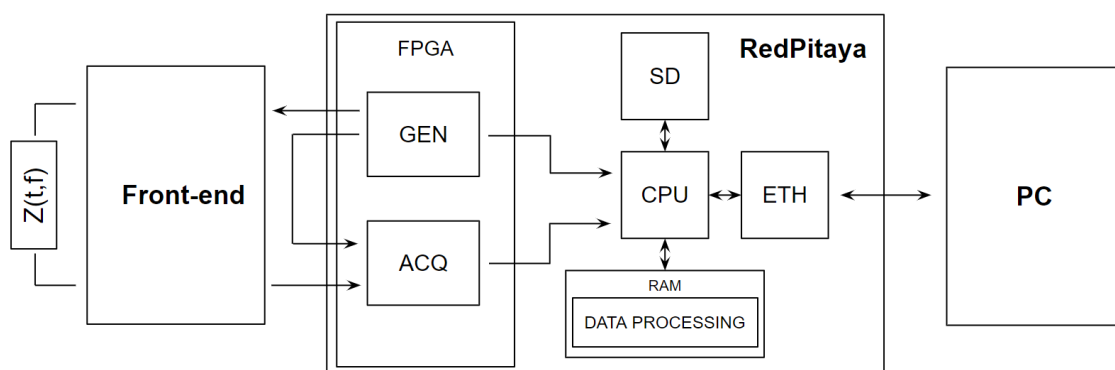 FPGA
RedPitaya
SD
GEN
Z(t,f)
Front-end
CPU
ETH
PC
ACQ
RAM
DATA PROCESSING